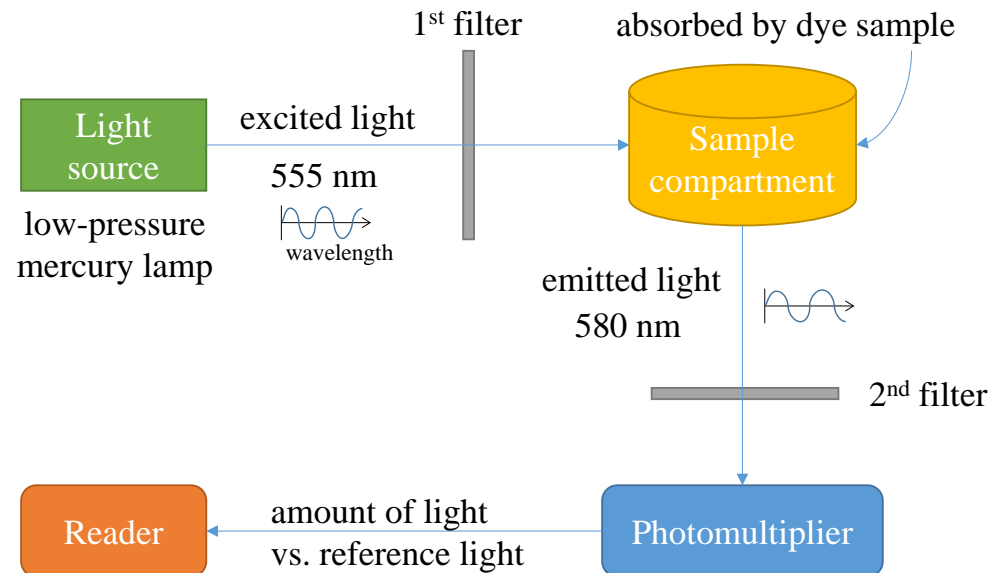 1st filter
absorbed by dye sample
Light
source
excited light
Sample
compartment
555 nm
wavelength
low-pressure
mercury lamp
emitted light
580 nm
2nd filter
Reader
amount of light
vs. reference light
Photomultiplier